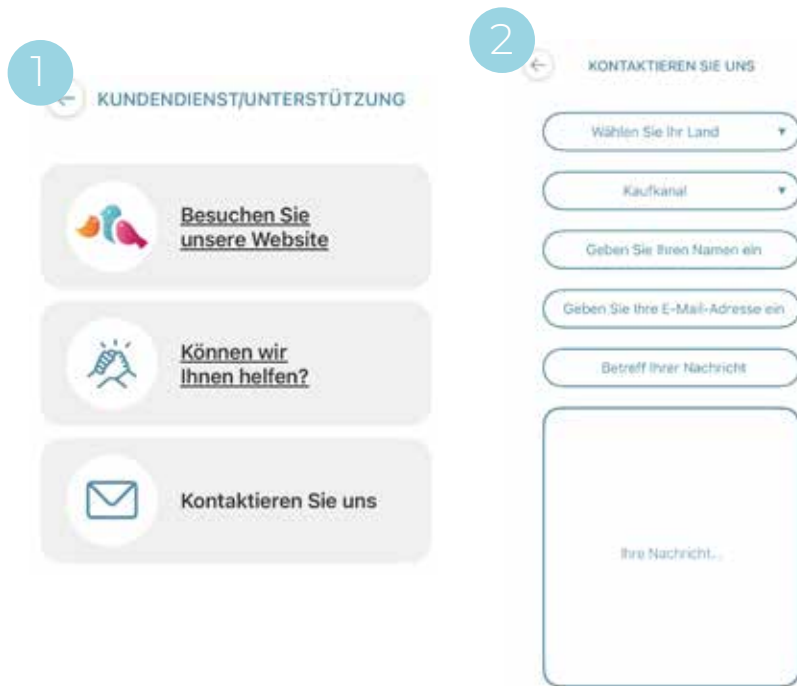 1
KUNDENDIENST/UNTERSTÜTZUNG
Besuchen Sie
unsere Website
Können wir
Ihnen helfen?
Kontaktieren Sie uns
2
KONTAKTIEREN SIE UNS
Wählen Sie Ihr Land
Kaufkanal
Geben Sie Ihren Namen ein
Geben Sie Ihre E-Mail-Adresse ein
Betreff Ihrer Nachricht
Ihre Nachricht...